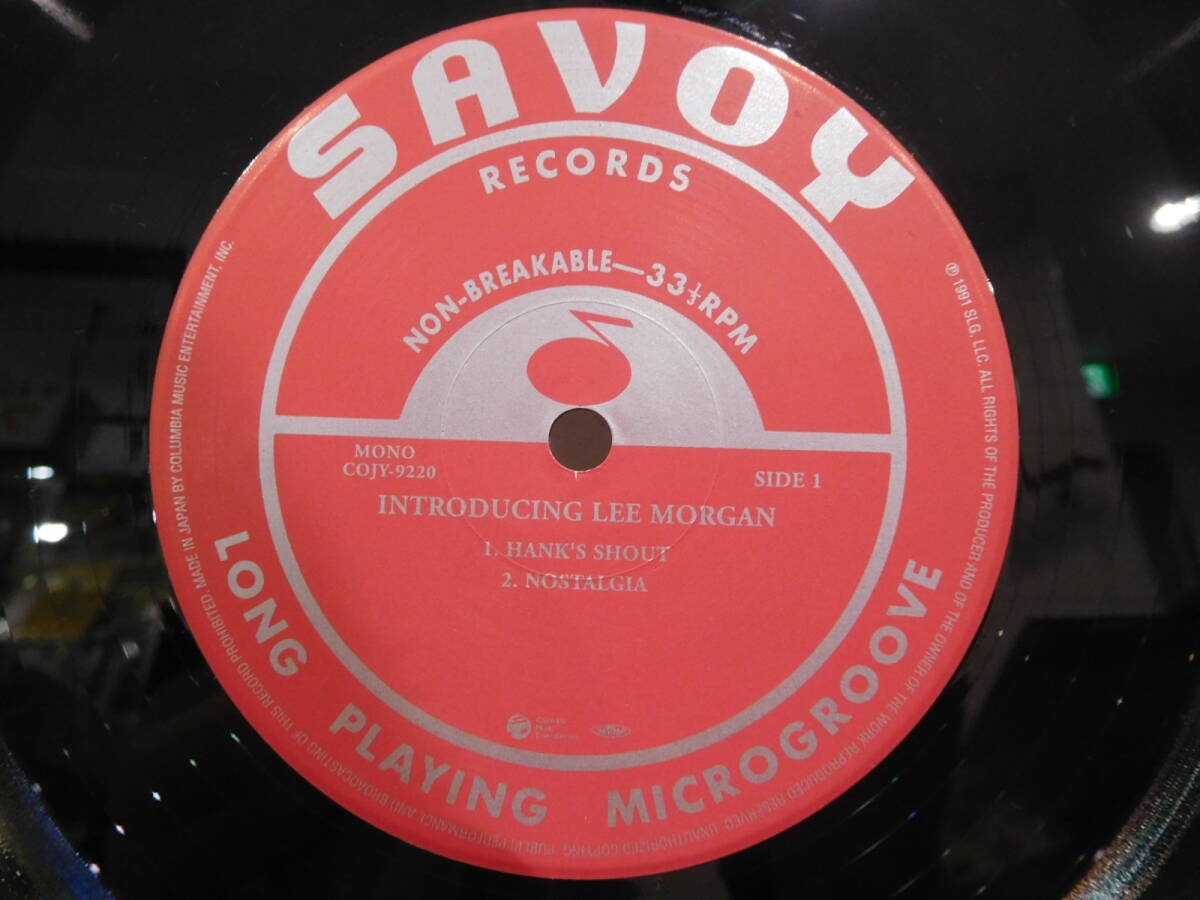 SAVOY
RECORDS
NON-BREAKABLE—33⅓RPM
MONO
COJY-9220
SIDE 1
INTRODUCING LEE MORGAN
1. HANK'S SHOUT
2. NOSTALGIA
LONG PLAYING MICROGROOVE
℗ 1991 SLG, LLC. ALL RIGHTS OF THE PRODUCER AND OF THE OWNER OF THE WORK REPRODUCED RESERVED. UNAUTHORIZED COPYING, PUBLIC PERFORMANCE AND BROADCASTING OF THIS RECORD PROHIBITED. MADE IN JAPAN BY COLUMBIA MUSIC ENTERTAINMENT, INC.